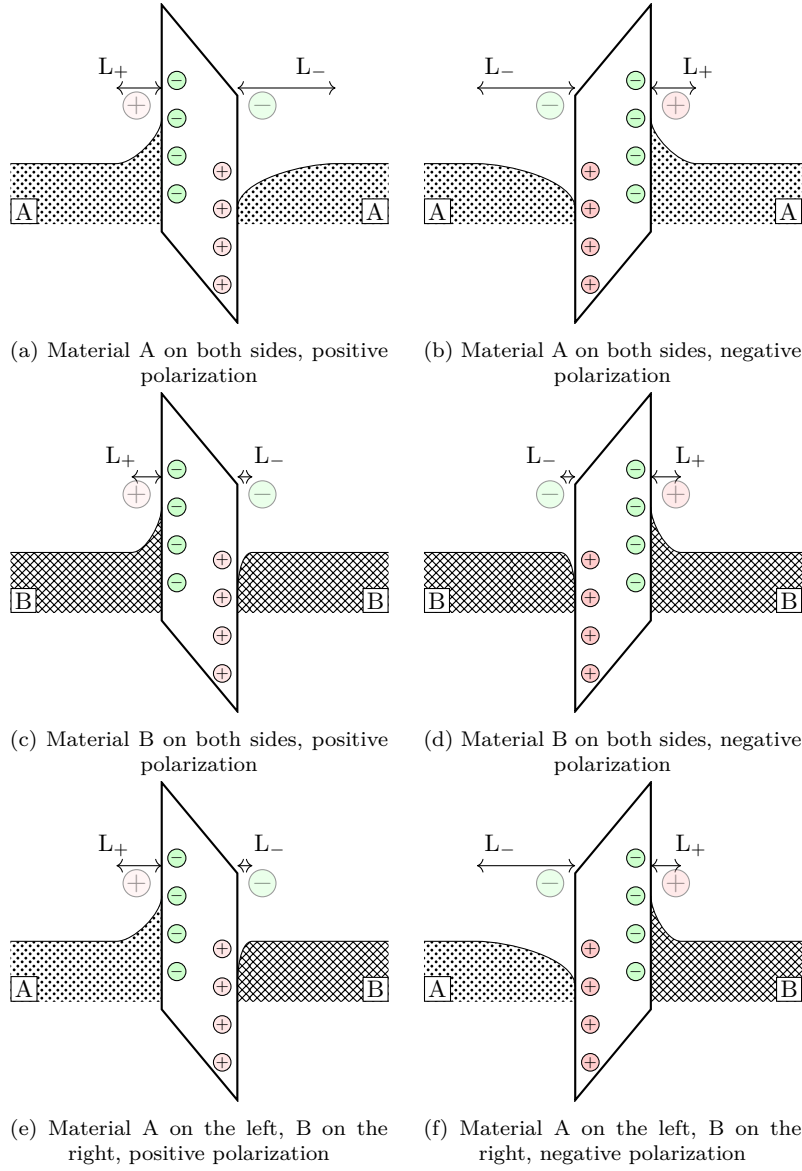 L₊ L₋ L₋ L₊
+ − − +
− −
− −
− + + −
− + + −
A + A A + A
+ +
(a) Material A on both sides, positive
polarization
(b) Material A on both sides, negative
polarization
L₊ L₋ L₋ L₊
+ − − +
− −
− −
− + + −
− + + −
B + B B + B
+ +
(c) Material B on both sides, positive
polarization
(d) Material B on both sides, negative
polarization
L₊ L₋ L₋ L₊
+ − − +
− −
− −
− + + −
− + + −
A + B A + B
+ +
(e) Material A on the left, B on the
right, positive polarization
(f) Material A on the left, B on the
right, negative polarization